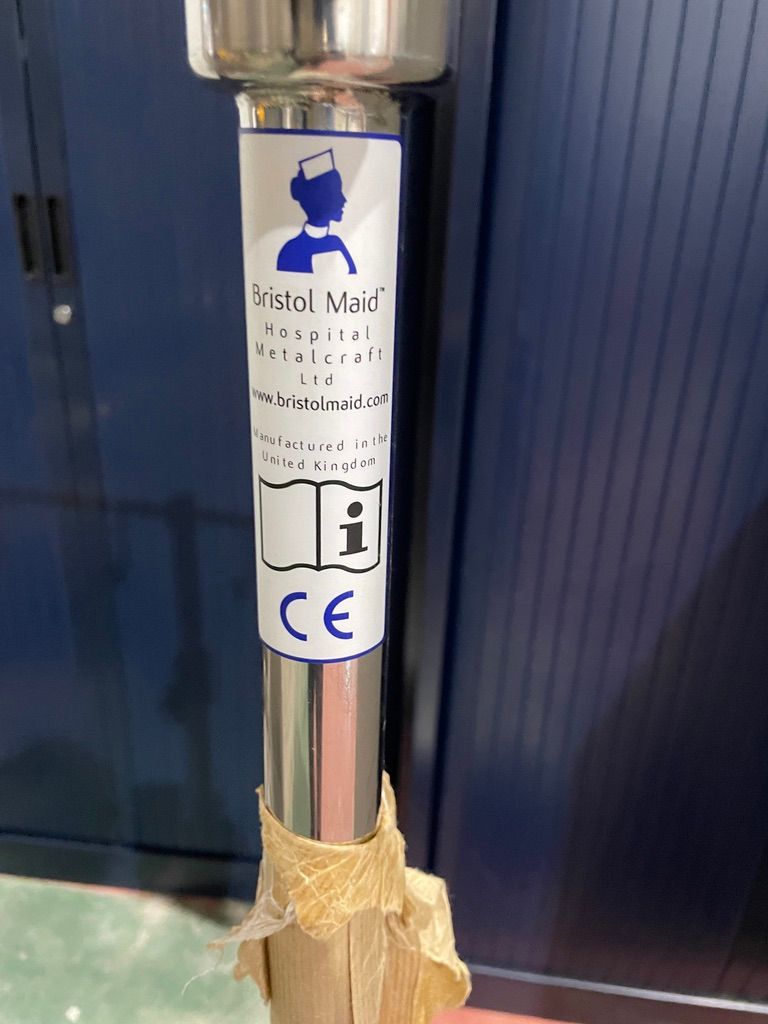 Bristol Maid™
Hospital
Metalcraft
Ltd
www.bristolmaid.com
Manufactured in the
United Kingdom
i
CE